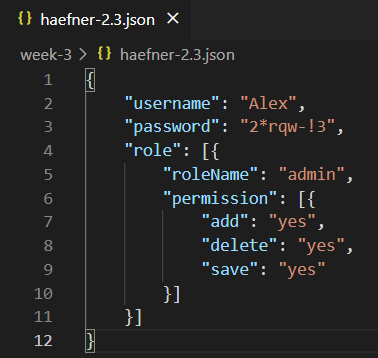 {} haefner-2.3.json ×
week-3 > {} haefner-2.3.json
1 {
2 "username": "Alex",
3 "password": "2*rqw-!3",
4 "role": [{
5 "roleName": "admin",
6 "permission": [{
7 "add": "yes",
8 "delete": "yes",
9 "save": "yes"
10 }]
11 }]
12 }